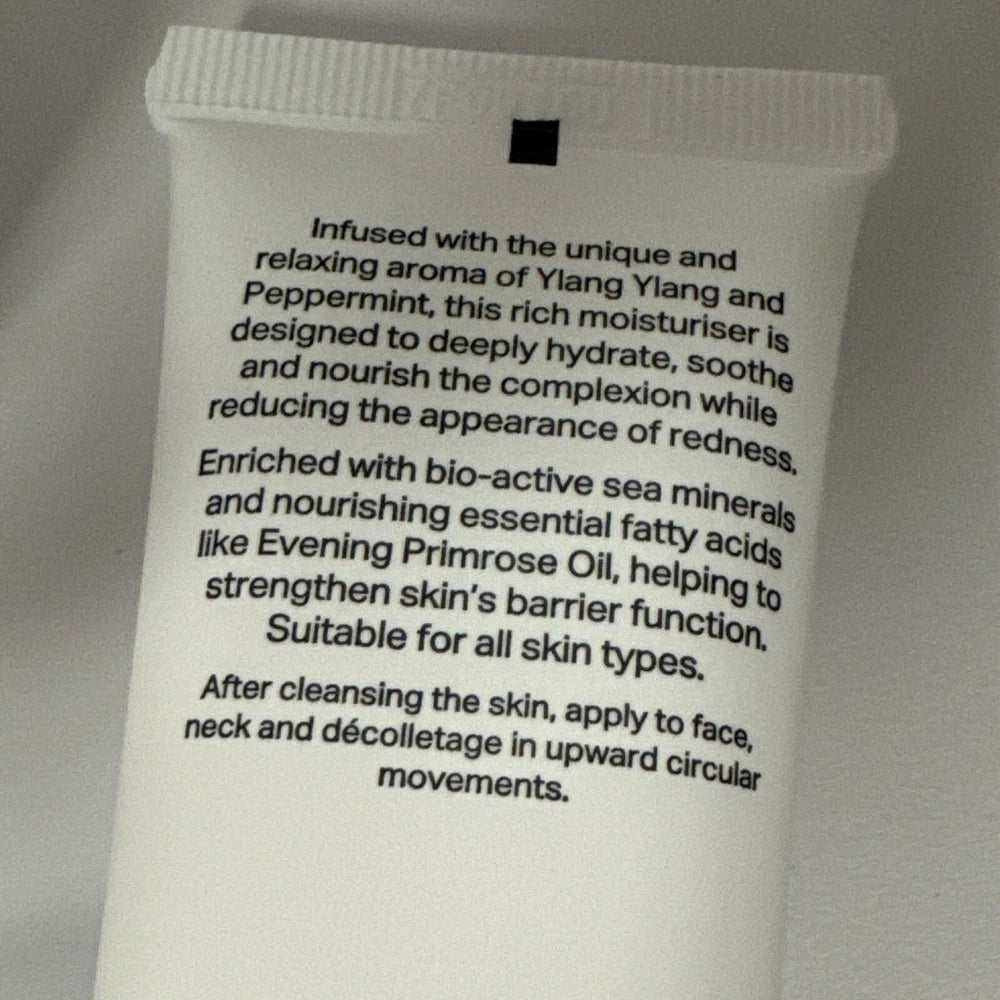 Infused with the unique and
relaxing aroma of Ylang Ylang and
Peppermint, this rich moisturiser is
designed to deeply hydrate, soothe
and nourish the complexion while
reducing the appearance of redness.
Enriched with bio-active sea minerals
and nourishing essential fatty acids
like Evening Primrose Oil, helping to
strengthen skin's barrier function.
Suitable for all skin types.
After cleansing the skin, apply to face,
neck and décolletage in upward circular
movements.